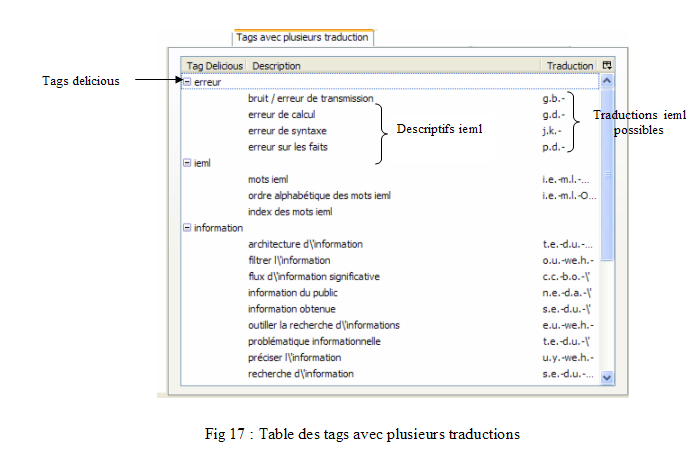 Tags avec plusieurs traduction
Tag Delicious Description Traduction
Tags delicious
erreur
bruit / erreur de transmission g.b.-
erreur de calcul g.d.-
erreur de syntaxe j.k.-
erreur sur les faits p.d.-
Descriptifs ieml
Traductions ieml
possibles
ieml
mots ieml i.e.-m.l.-...
ordre alphabétique des mots ieml i.e.-m.l.-O...
index des mots ieml
information
architecture d\'information t.e.-d.u.-...
filtrer l\'information o.u.-we.h.-
flux d\'information significative c.c.-b.o.-\'
information du public n.e.-d.a.-\'
information obtenue s.e.-d.u.-\'
outiller la recherche d\'informations e.u.-we.h.-
problématique informationnelle t.e.-d.u.-\'
préciser l\'information u.y.-we.h.-
recherche d\'information s.e.-d.u.-...
Fig 17 : Table des tags avec plusieurs traductions